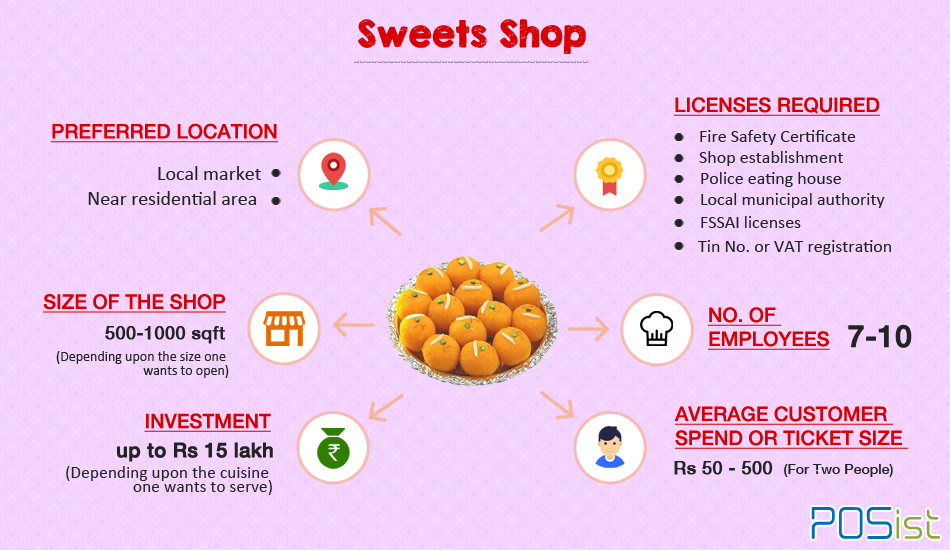 Sweets Shop
PREFERRED LOCATION
Local market
Near residential area
SIZE OF THE SHOP
500-1000 sqft
(Depending upon the size one
wants to open)
INVESTMENT
up to Rs 15 lakh
(Depending upon the cuisine
one wants to serve)
LICENSES REQUIRED
Fire Safety Certificate
Shop establishment
Police eating house
Local municipal authority
FSSAI licenses
Tin No. or VAT registration
NO. OF
EMPLOYEES
7-10
AVERAGE CUSTOMER
SPEND OR TICKET SIZE
Rs 50 - 500 (For Two People)
₹
POSist